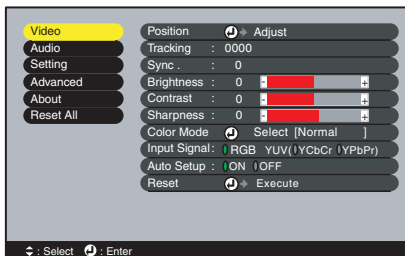 Video
Audio
Setting
Advanced
About
Reset All
Position Adjust
Tracking : 0000
Sync . : 0
Brightness : 0 - +
Contrast : 0 - +
Sharpness : 0 - +
Color Mode Select [Normal ]
Input Signal: RGB YUV( YCbCr YPbPr)
Auto Setup : ON OFF
Reset Execute
: Select : Enter